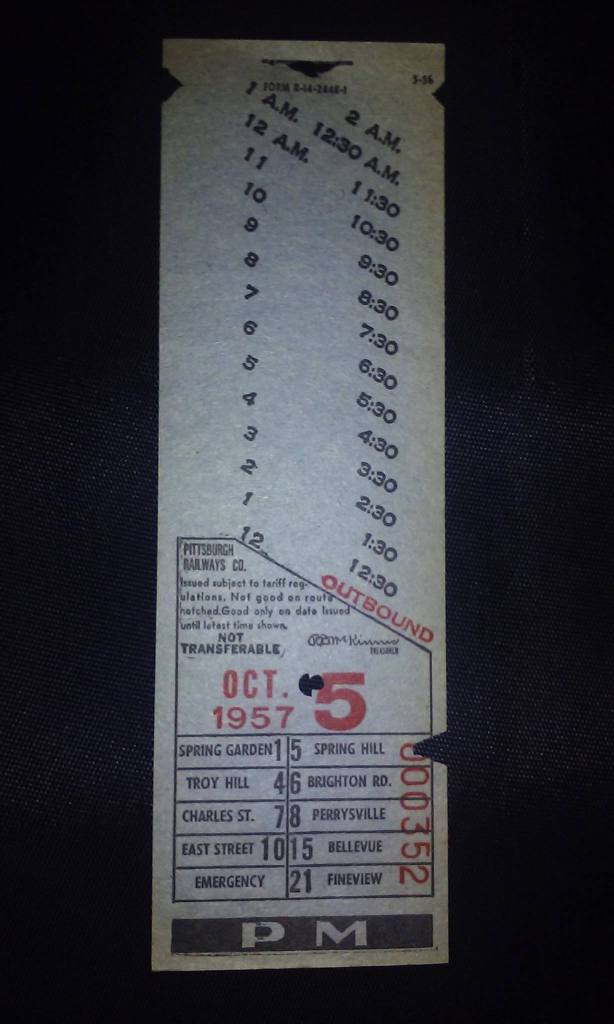 FORM R-14-2448-1 5-56
1 A.M. 2 A.M.
12 A.M. 12:30 A.M.
11 11:30
10 10:30
9 9:30
8 8:30
7 7:30
6 6:30
5 5:30
4 4:30
3 3:30
2 2:30
1 1:30
12 12:30
OUTBOUND
PITTSBURGH
RAILWAYS CO.
Issued subject to tariff reg-
ulations. Not good on route
notched. Good only on date issued
until latest time shown.
NOT
TRANSFERABLE
TREASURER
OCT. 5
1957
SPRING GARDEN 1 5 SPRING HILL
TROY HILL 4 6 BRIGHTON RD.
CHARLES ST. 7 8 PERRYSVILLE
EAST STREET 10 15 BELLEVUE
EMERGENCY 21 FINEVIEW
000352
PM